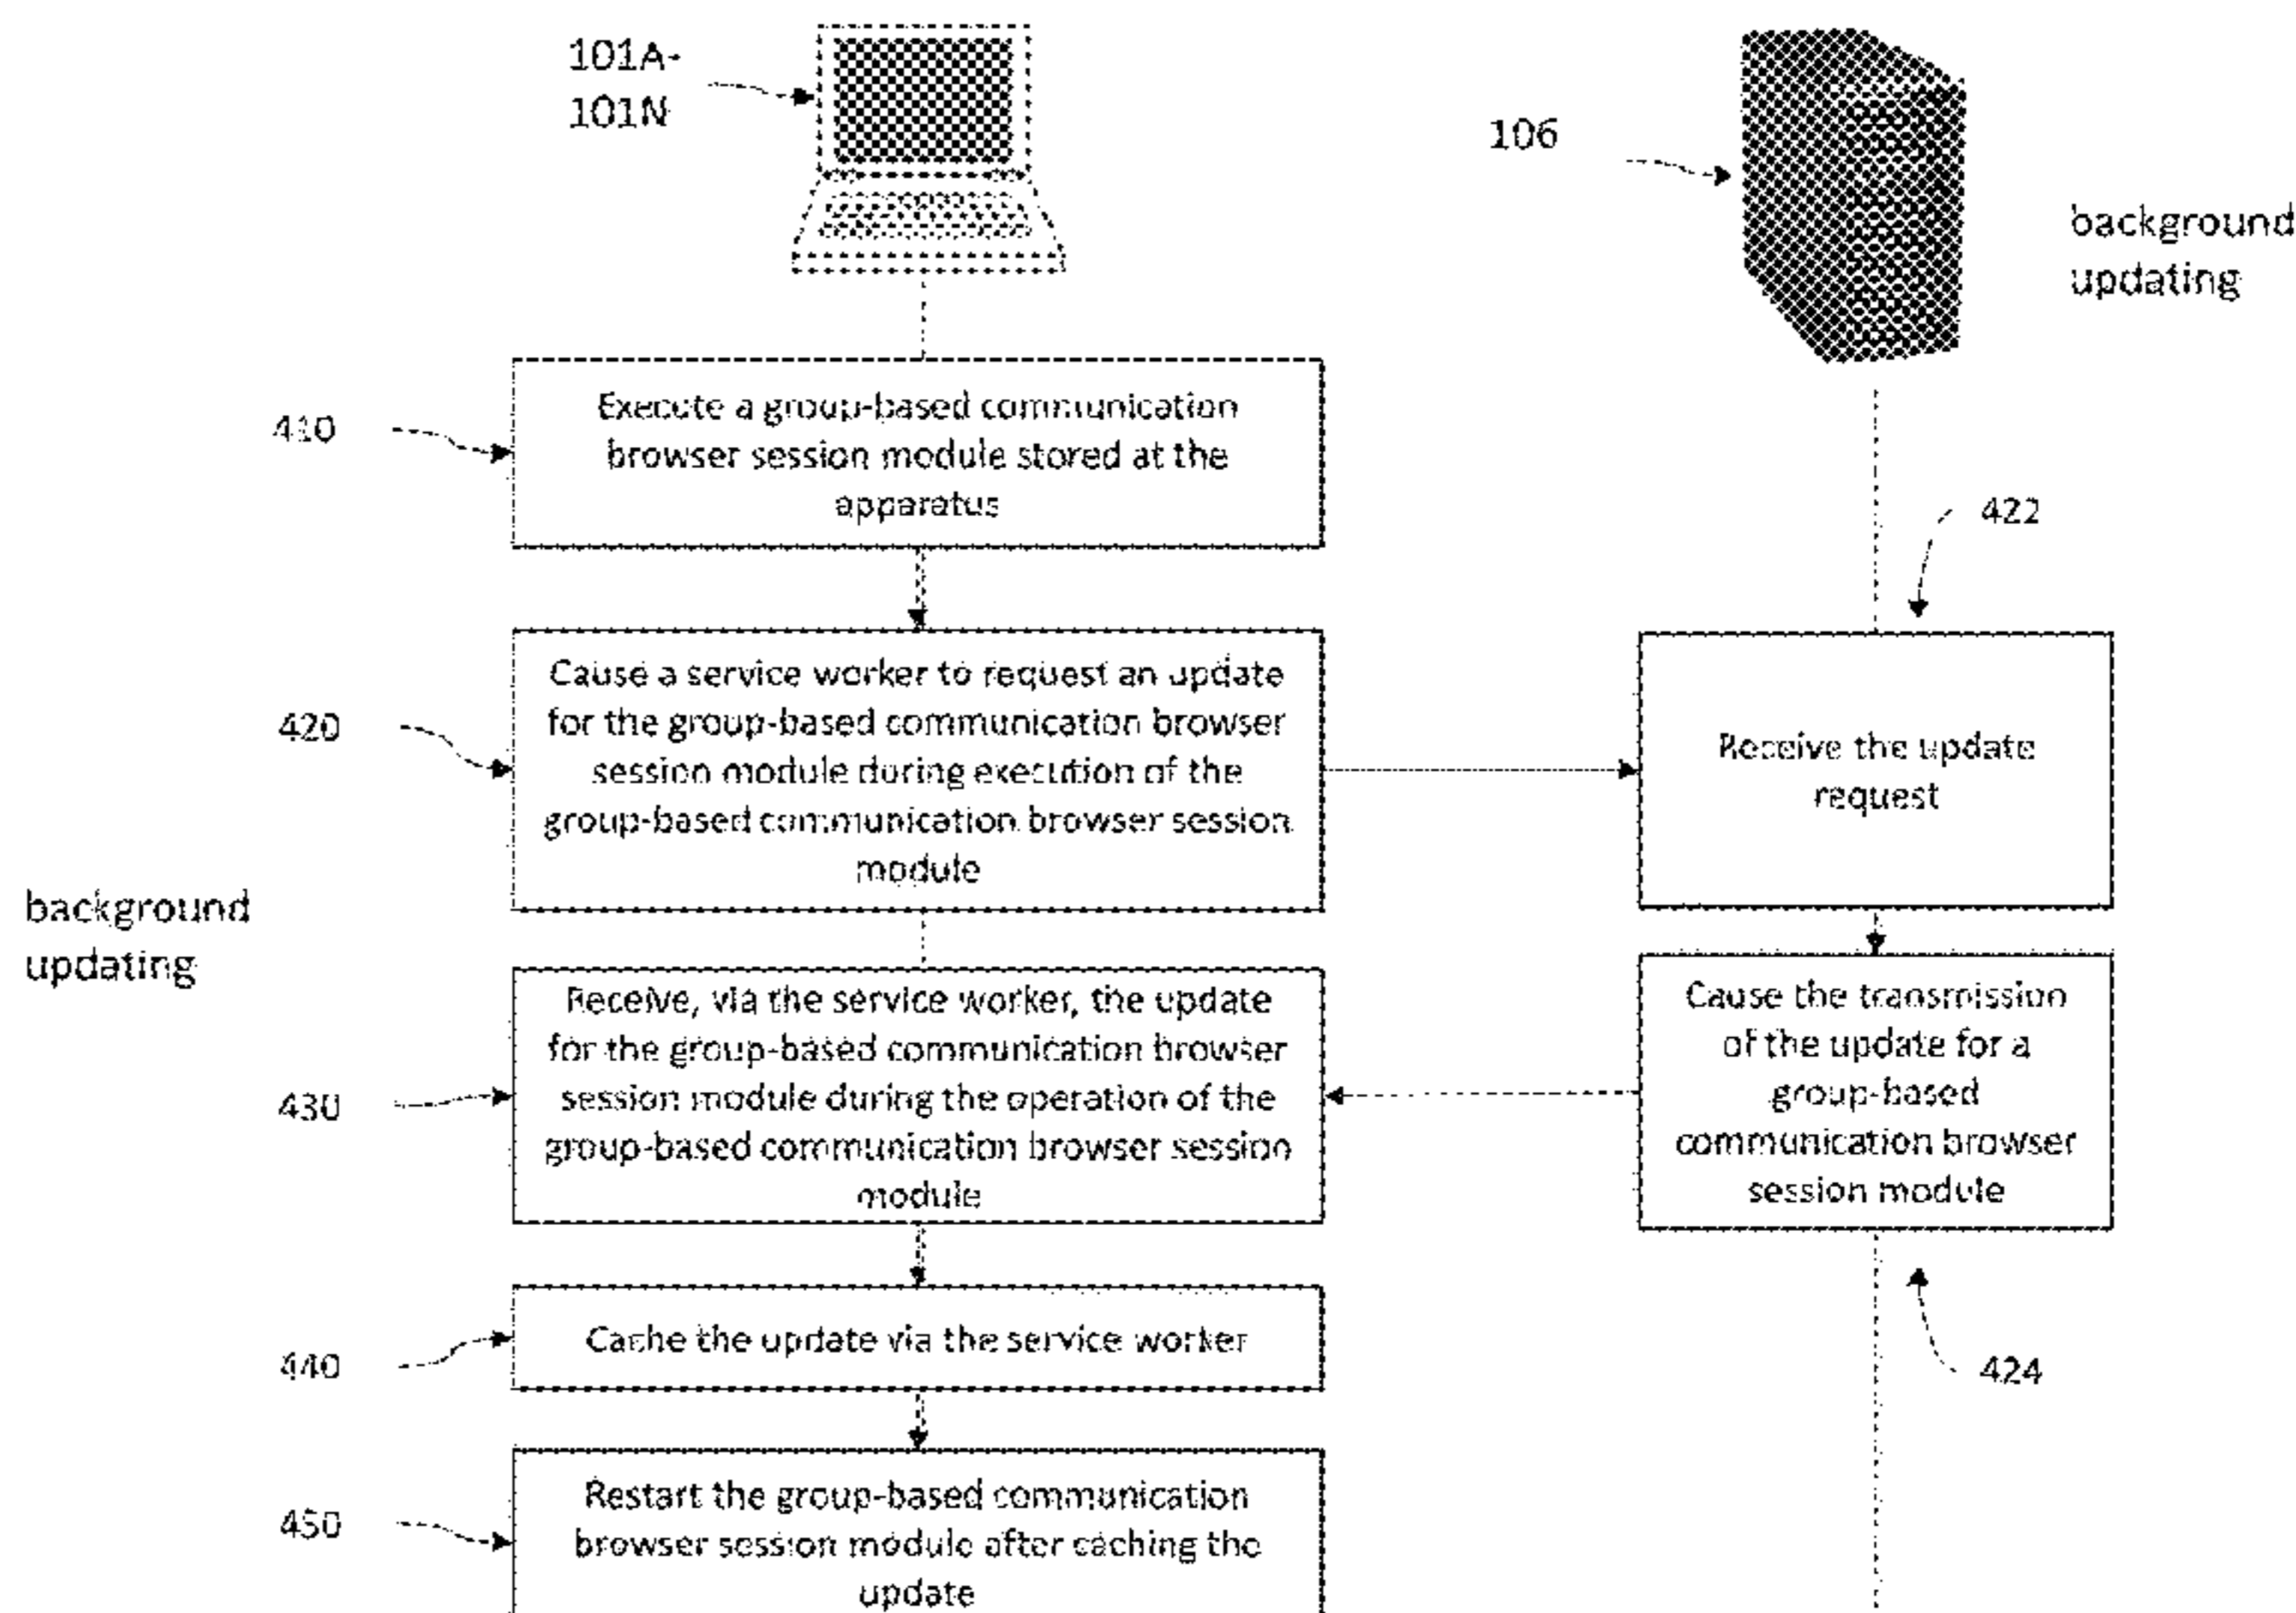 101A-
101N
106
background
updating
410
Execute a group-based communication
browser session module stored at the
apparatus
422
420
Cause a service worker to request an update
for the group-based communication browser
session module during execution of the
group-based communication browser session
module
Receive the update
request
background
updating
430
Receive, via the service worker, the update
for the group-based communication browser
session module during the operation of the
group-based communication browser session
module
Cause the transmission
of the update for a
group-based
communication browser
session module
440
Cache the update via the service worker
424
450
Restart the group-based communication
browser session module after caching the
update